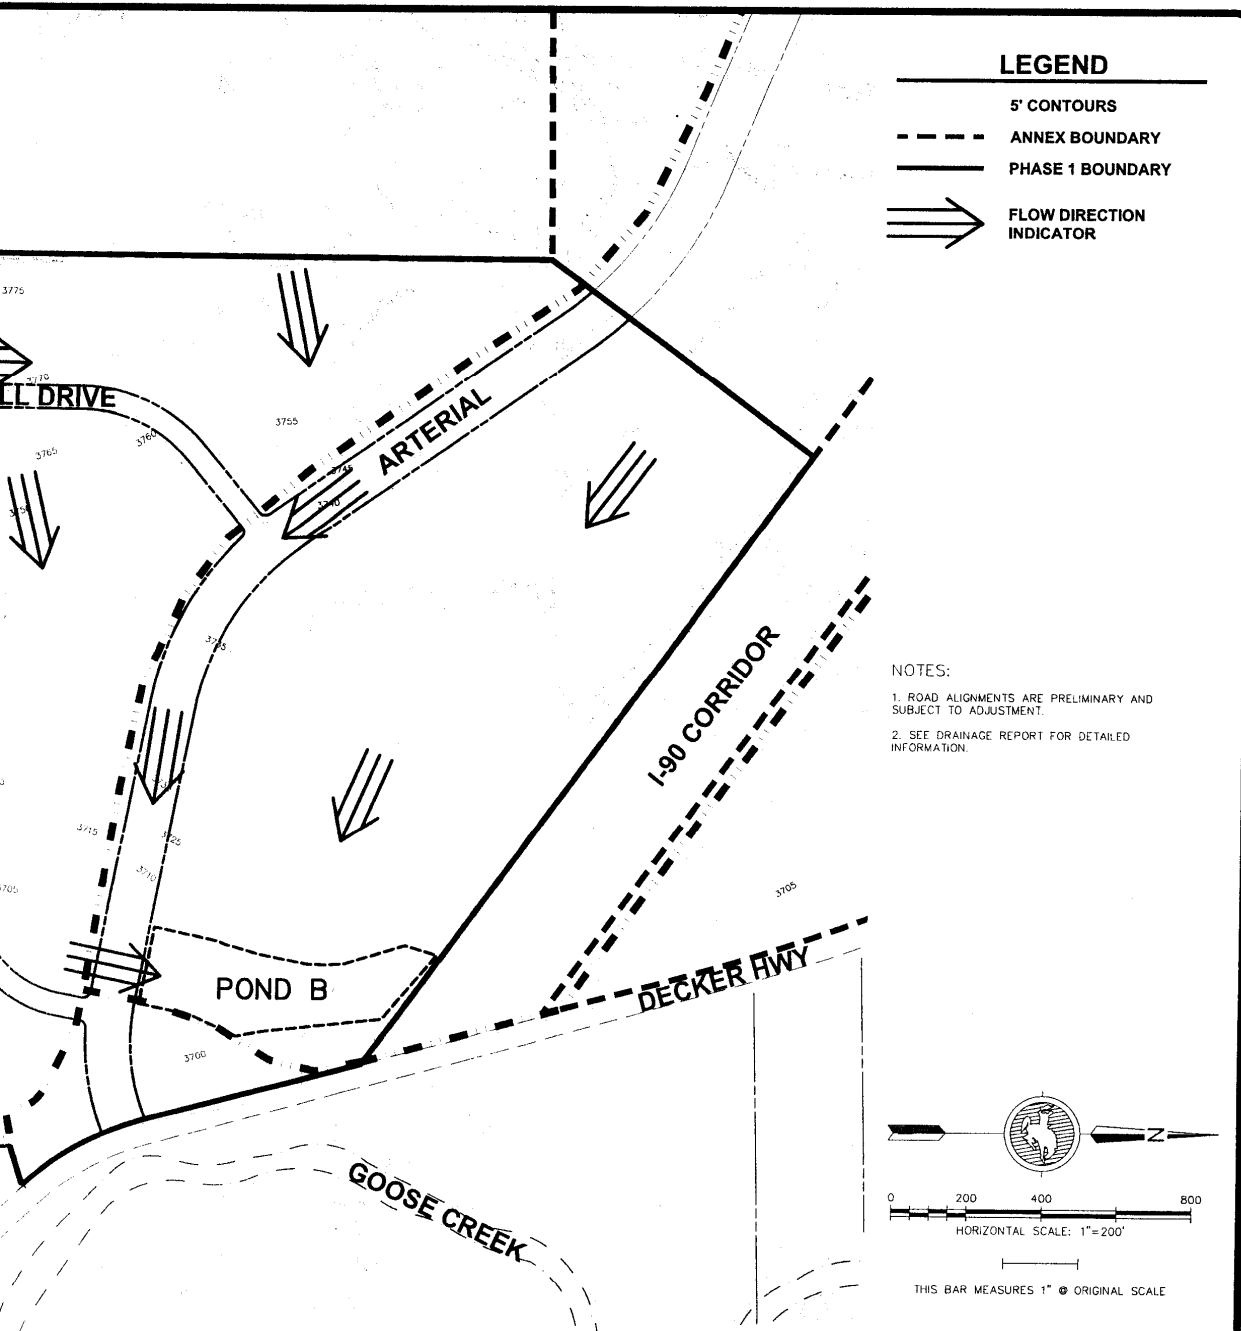 LEGEND
5' CONTOURS
ANNEX BOUNDARY
PHASE 1 BOUNDARY
FLOW DIRECTION
INDICATOR
3775
3770
LL DRIVE
3760
3765
3755
3745
3740
ARTERIAL
3735
I-90 CORRIDOR
3715
3725
3710
3705
3705
POND B
3700
DECKER HWY
GOOSE CREEK
NOTES:
1. ROAD ALIGNMENTS ARE PRELIMINARY AND
SUBJECT TO ADJUSTMENT.
2. SEE DRAINAGE REPORT FOR DETAILED
INFORMATION.
N
0 200 400 800
HORIZONTAL SCALE: 1"=200'
THIS BAR MEASURES 1" @ ORIGINAL SCALE